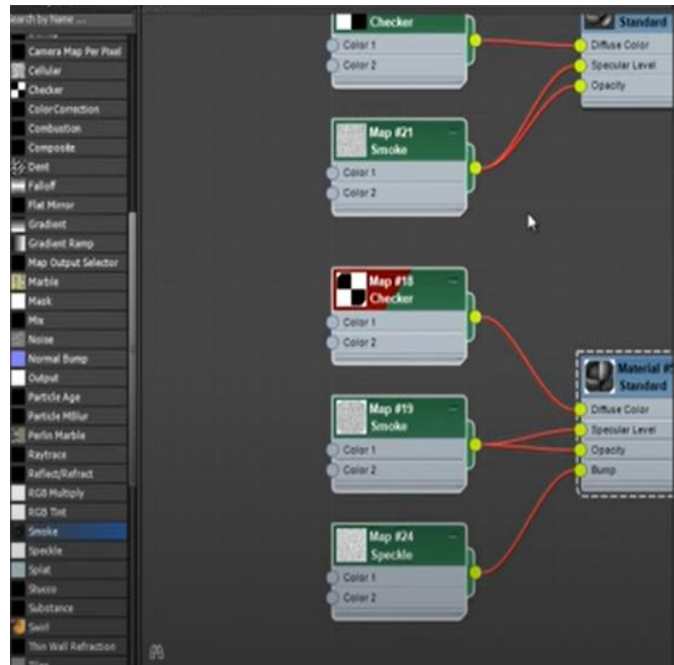 Search by Name ...
Camera Map Per Pixel
Cellular
Checker
ColorCorrection
Combustion
Composite
Dent
Falloff
Flat Mirror
Gradient
Gradient Ramp
Map Output Selector
Marble
Mask
Mix
Noise
Normal Bump
Output
Particle Age
Particle MBlur
Perlin Marble
Raytrace
Reflect/Refract
RGB Multiply
RGB Tint
Smoke
Speckle
Splat
Stucco
Substance
Swirl
Thin Wall Refraction
Tiles
Checker
Color 1
Color 2
Standard
Diffuse Color
Specular Level
Opacity
Map #21
Smoke
Color 1
Color 2
Map #18
Checker
Color 1
Color 2
Map #19
Smoke
Color 1
Color 2
Material
Standard
Diffuse Color
Specular Level
Opacity
Bump
Map #24
Speckle
Color 1
Color 2